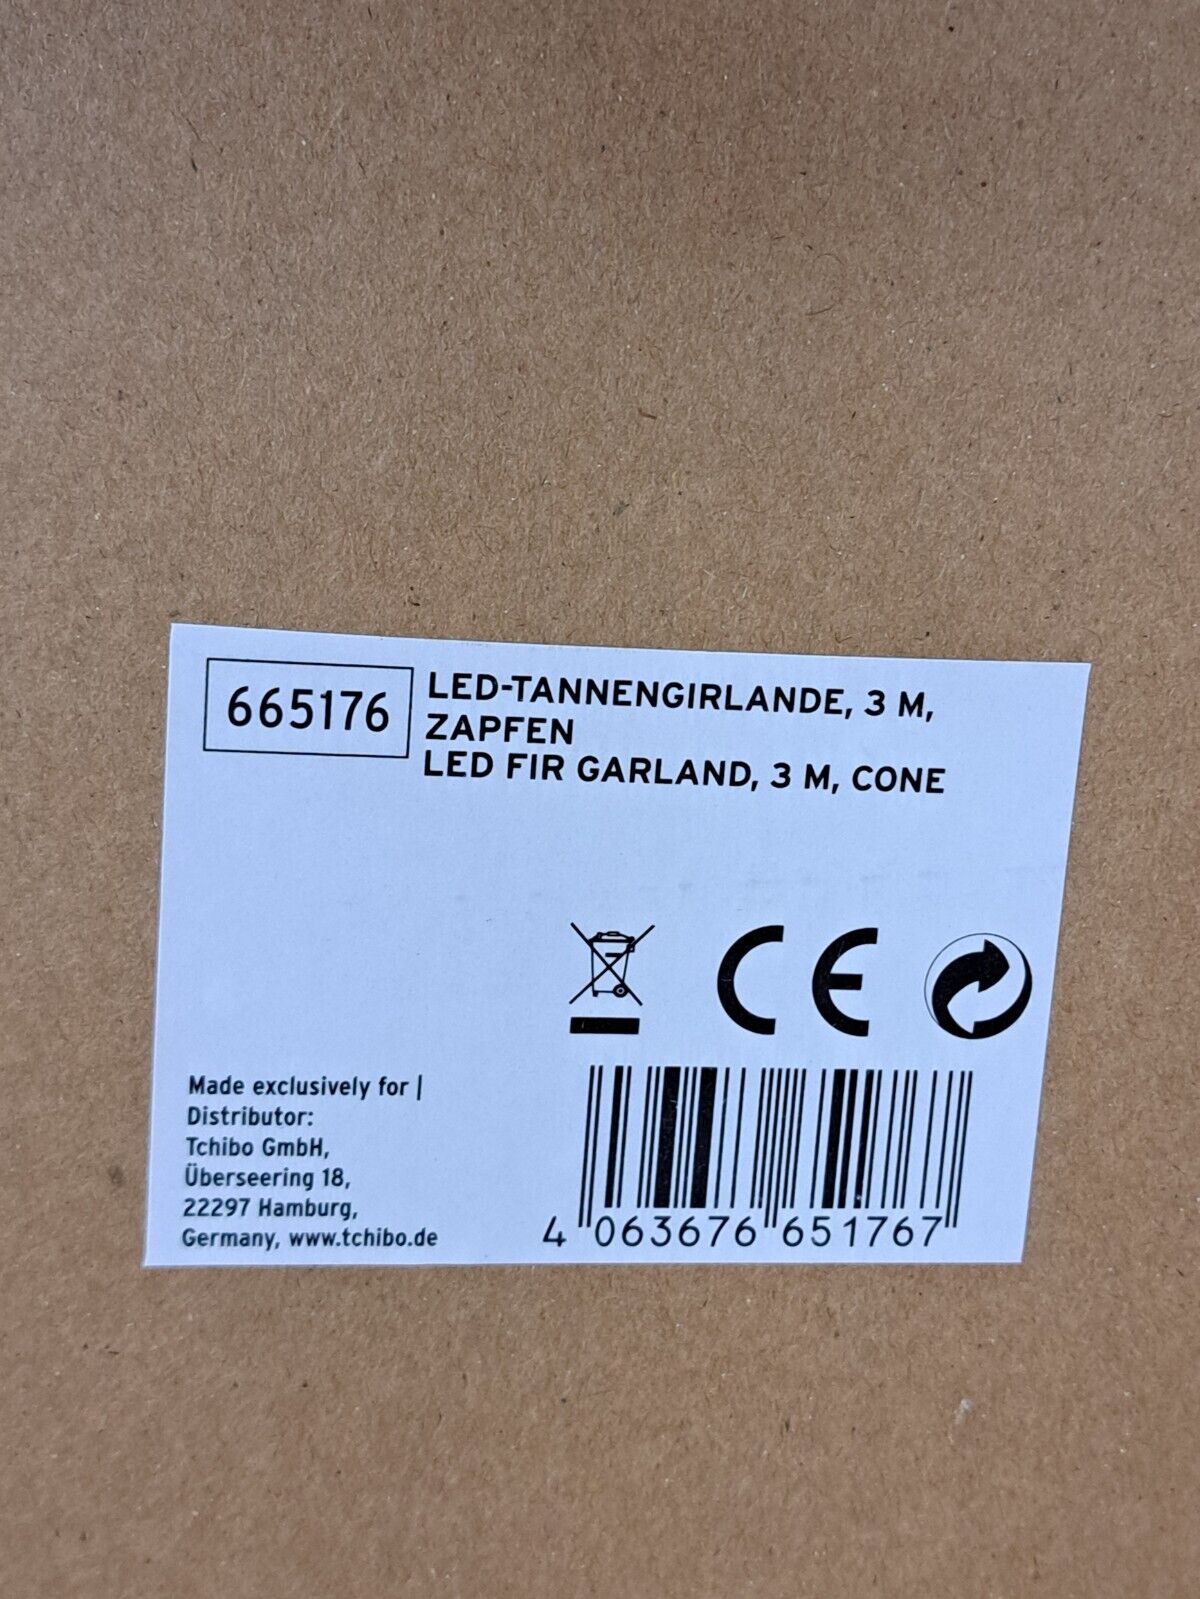 665176
LED-TANNENGIRLANDE, 3 M,
ZAPFEN
LED FIR GARLAND, 3 M, CONE
CE
Made exclusively for |
Distributor:
Tchibo GmbH,
Überseering 18,
22297 Hamburg,
Germany, www.tchibo.de
4 063676 651767